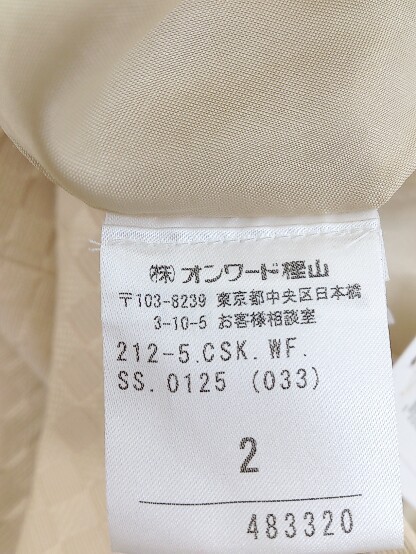 (株)オンワード樫山
〒103-8239 東京都中央区日本橋
3-10-5 お客様相談室
212-5.CSK.WF.
SS.0125 (033)
2
483320